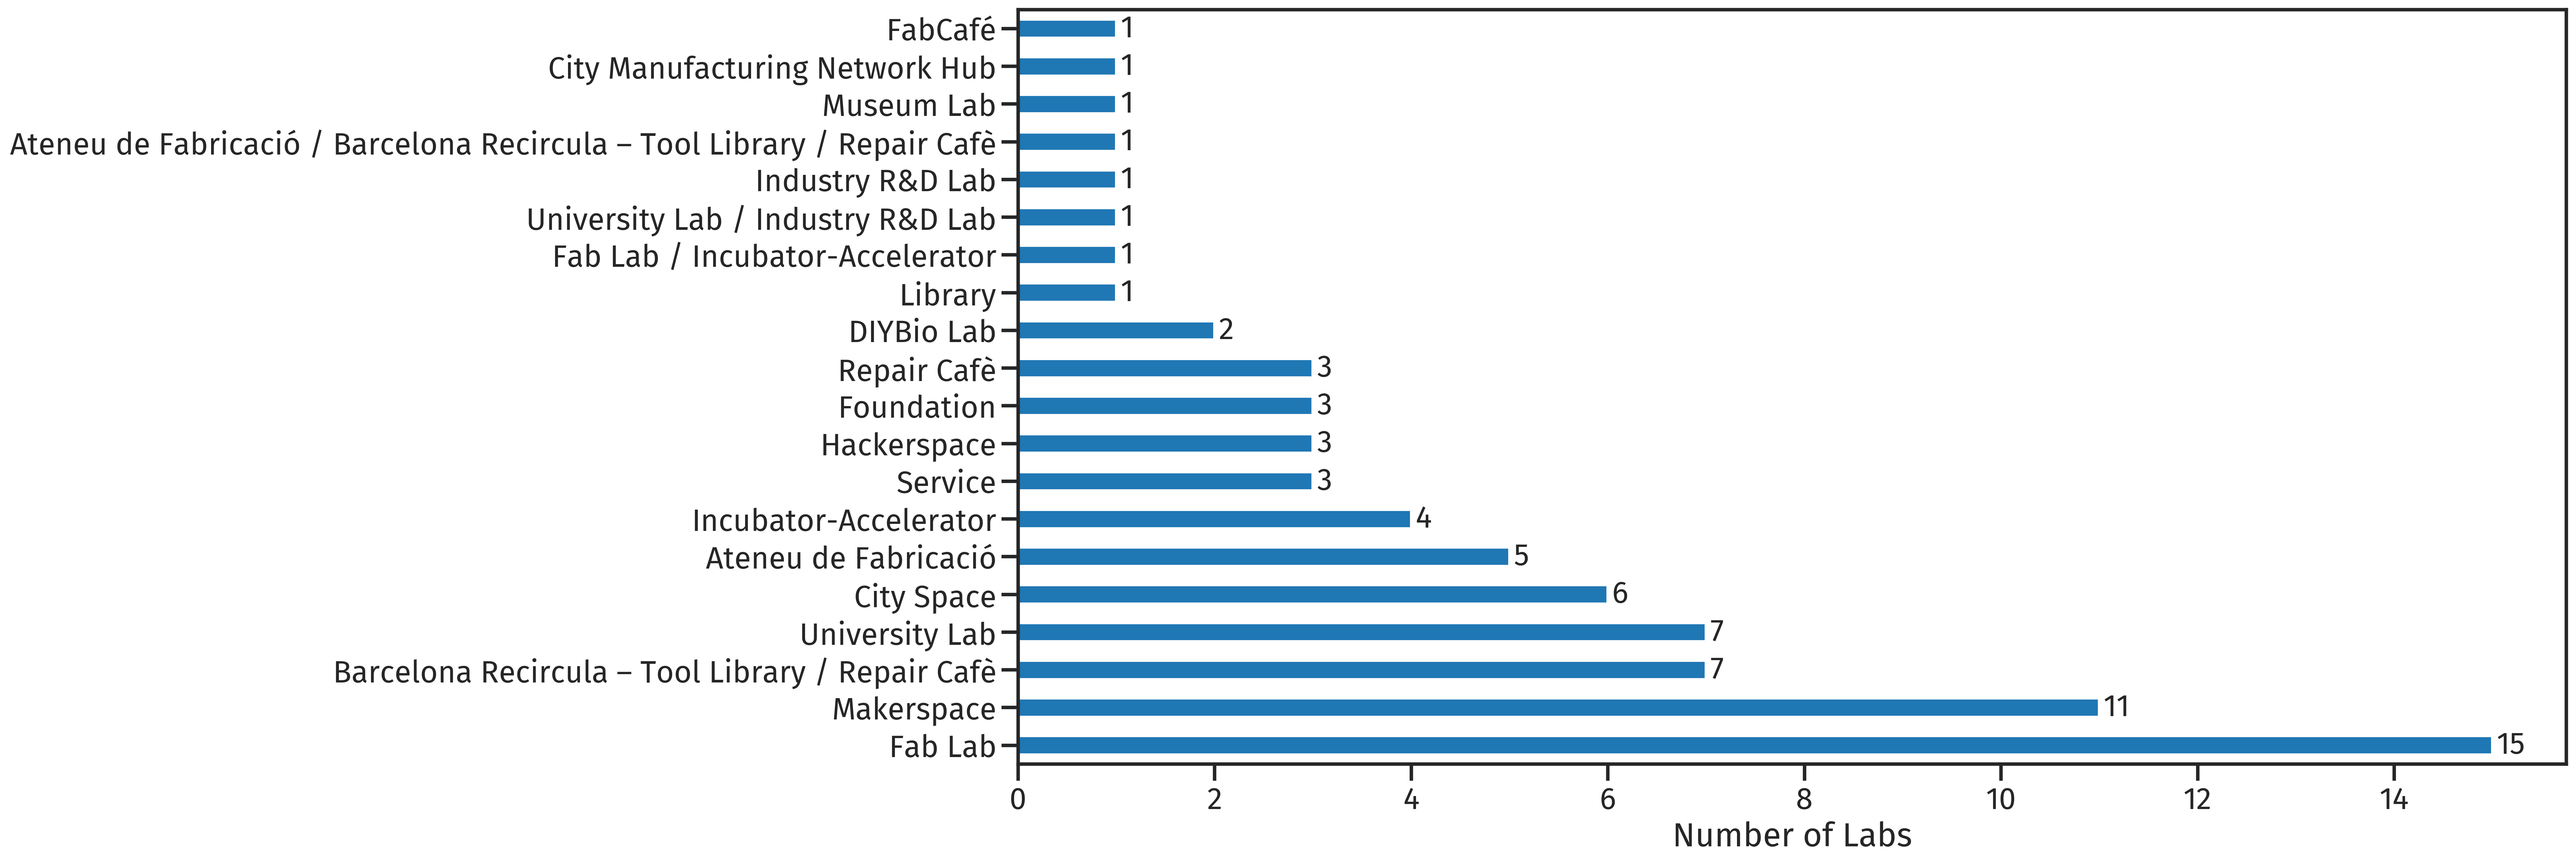 FabCafé 1
City Manufacturing Network Hub 1
Museum Lab 1
Ateneu de Fabricació / Barcelona Recircula – Tool Library / Repair Cafè 1
Industry R&D Lab 1
University Lab / Industry R&D Lab 1
Fab Lab / Incubator-Accelerator 1
Library 1
DIYBio Lab 2
Repair Cafè 3
Foundation 3
Hackerspace 3
Service 3
Incubator-Accelerator 4
Ateneu de Fabricació 5
City Space 6
University Lab 7
Barcelona Recircula – Tool Library / Repair Cafè 7
Makerspace 11
Fab Lab 15
0 2 4 6 8 10 12 14
Number of Labs